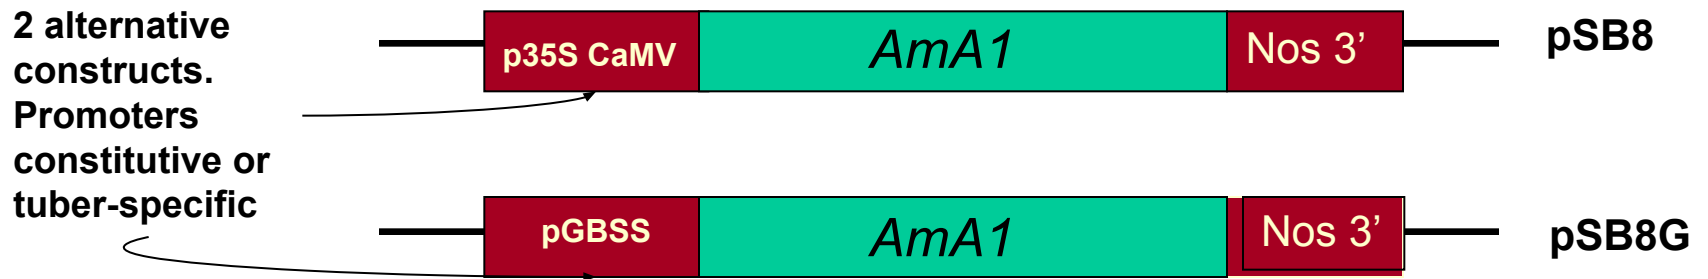 2 alternative
constructs.
Promoters
constitutive or
tuber-specific
p35S CaMV AmA1 Nos 3’ pSB8
pGBSS AmA1 Nos 3’ pSB8G